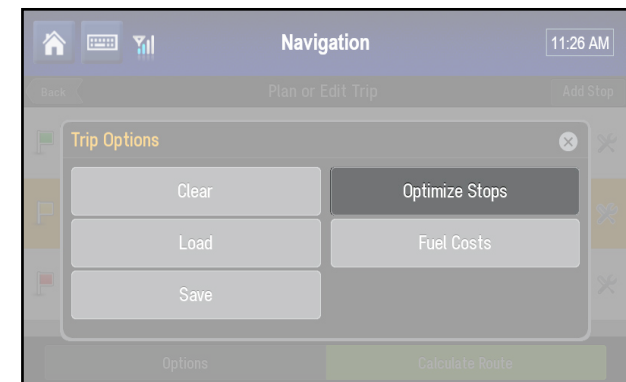 Navigation
11:26 AM
Back
Plan or Edit Trip
Add Stop
Trip Options
Clear
Optimize Stops
Load
Fuel Costs
Save
Options
Calculate Route